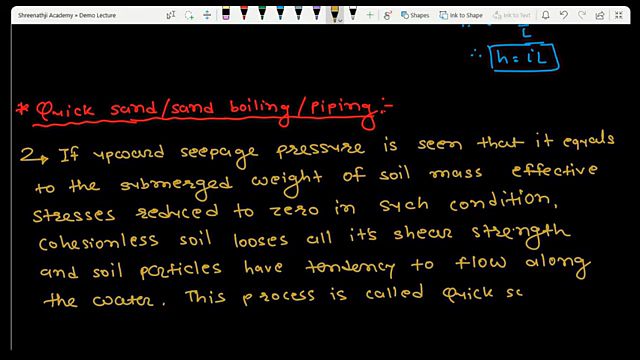 Shreenathji Academy • Demo Lecture
Shapes
Ink to Shape
Ink to Text
L
∴ h = iL
* Quick sand/sand boiling/piping:-
2→ If upward seepage pressure is seen that it equals
to the submerged weight of soil mass effective
stresses reduced to zero in such condition,
cohesionless soil looses all it's shear strength
and soil particles have tendency to flow along
the water. This process is called Quick sc